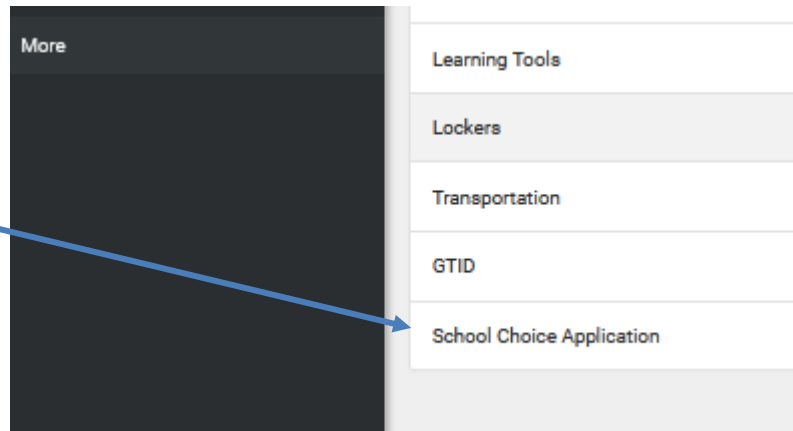 More
Learning Tools
Lockers
Transportation
GTID
School Choice Application